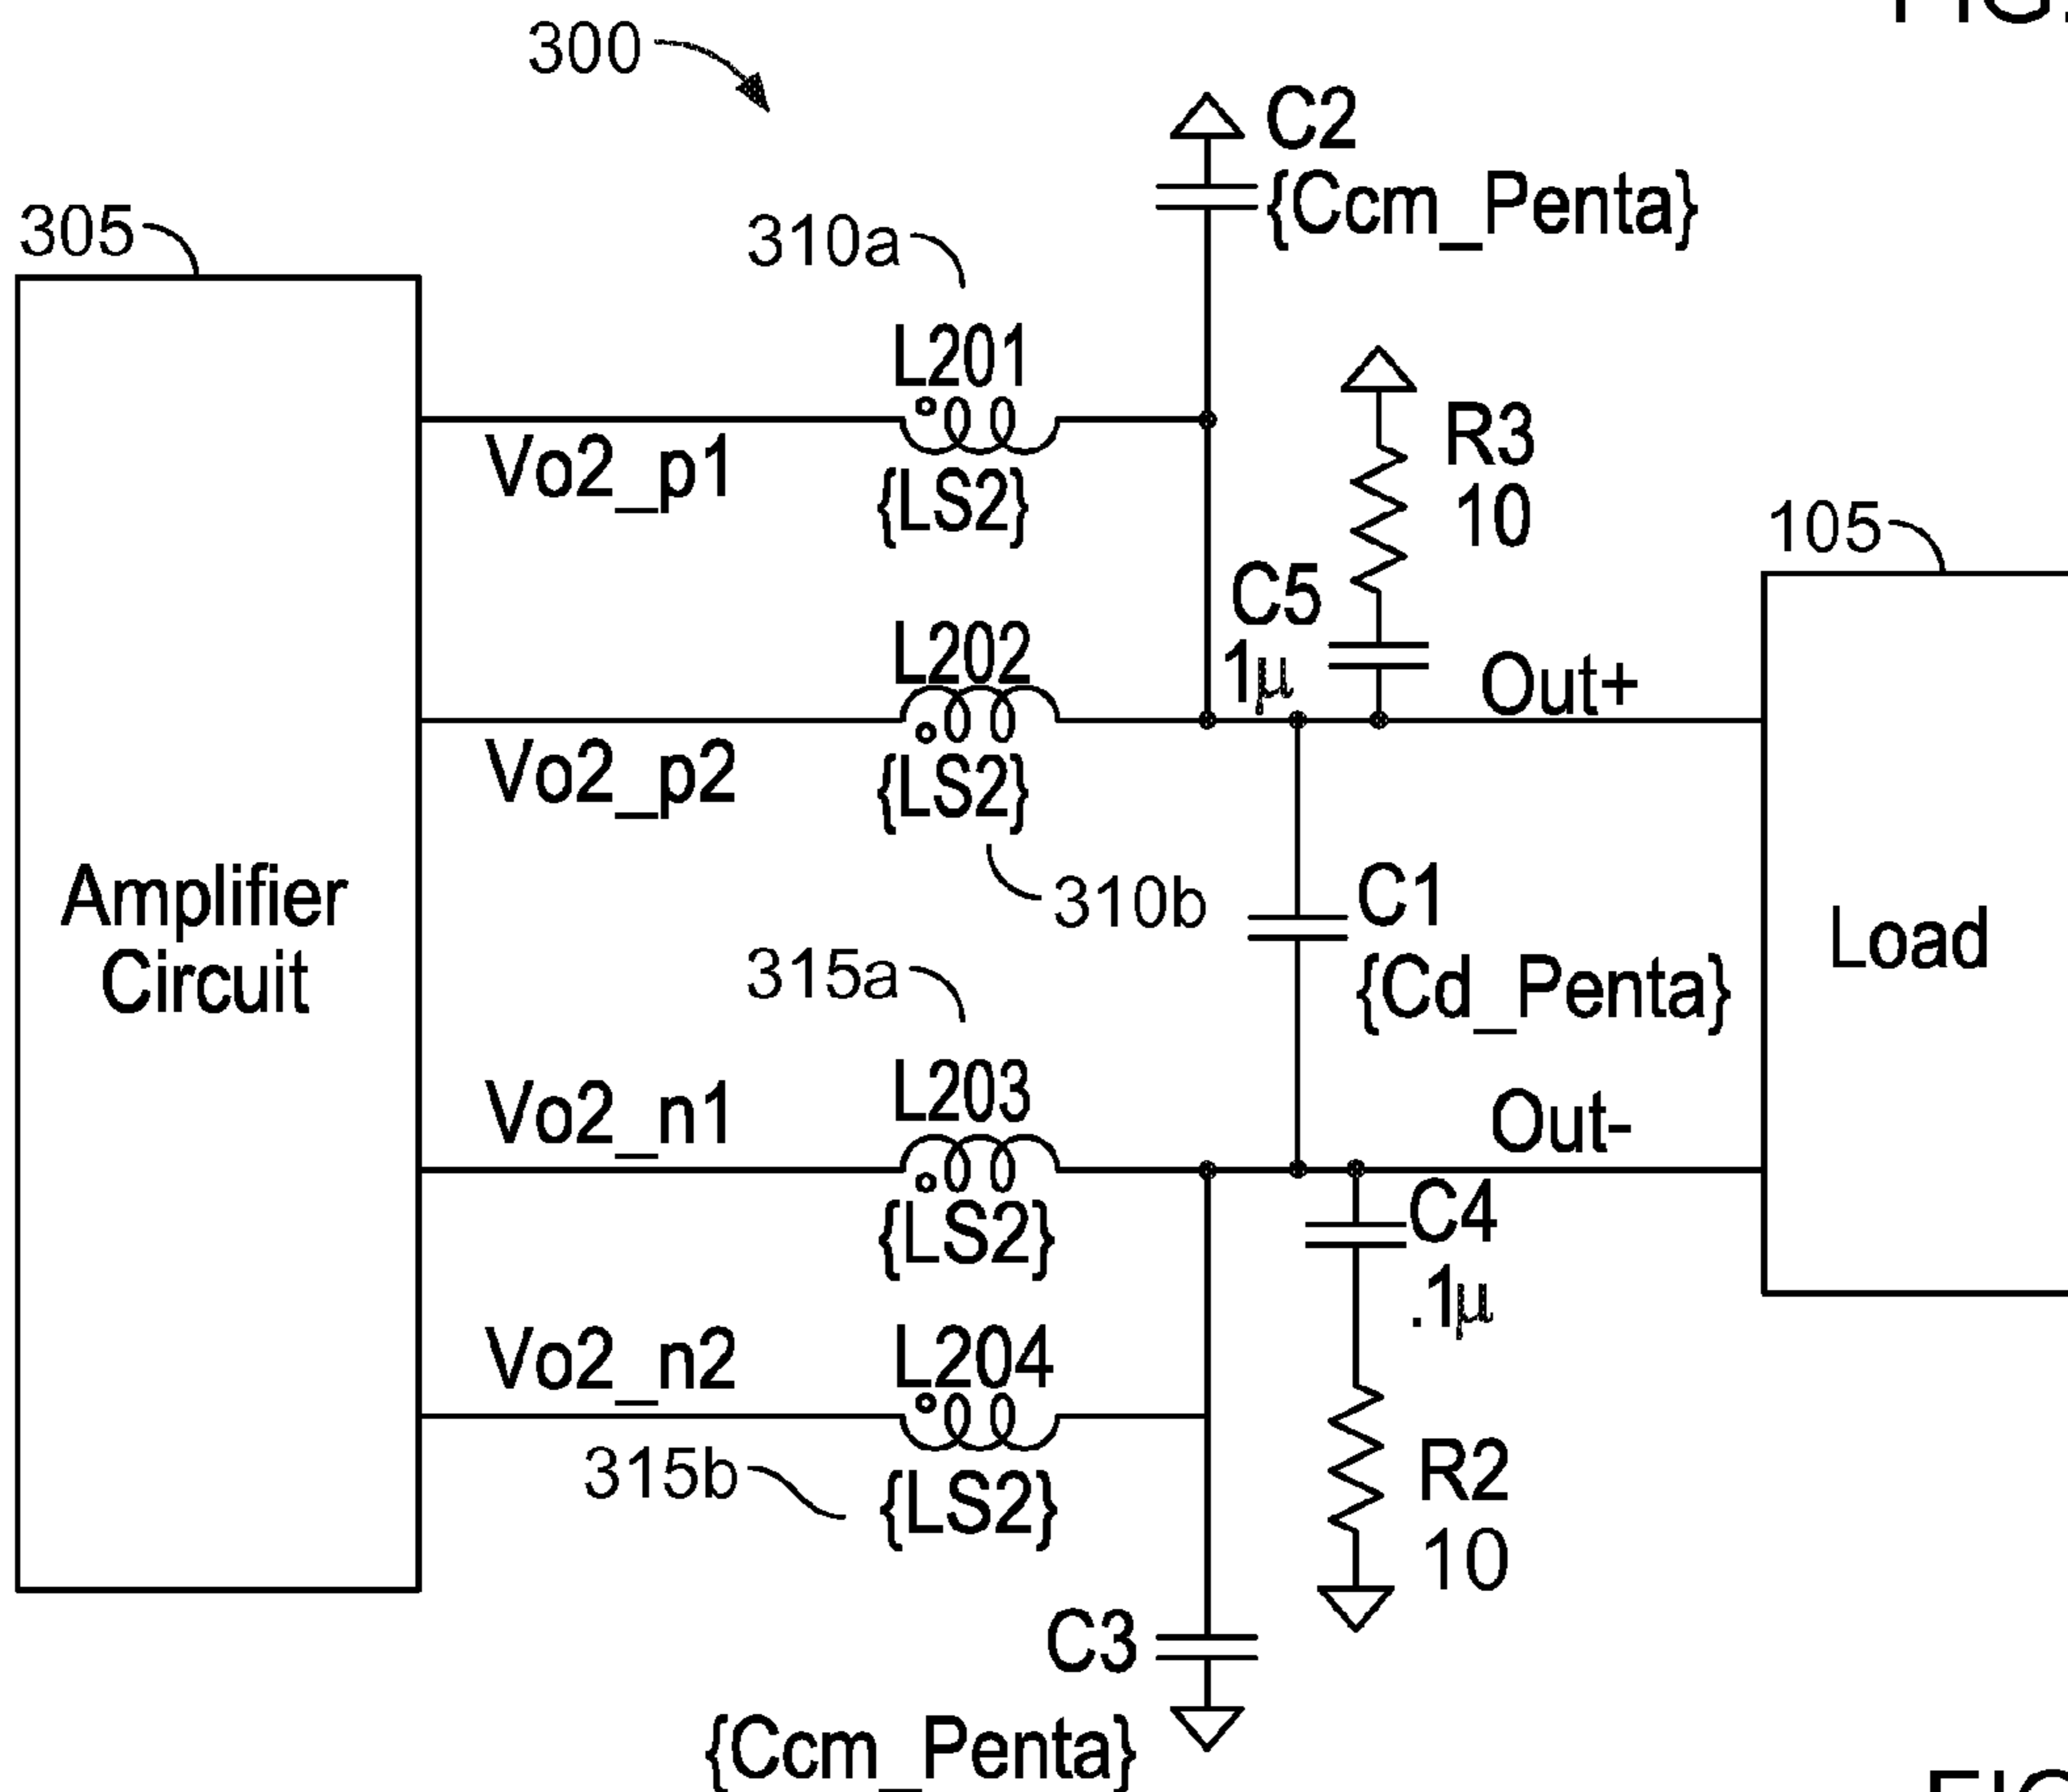 300
C2
{Ccm_Penta}
305
310a
L201
Vo2_p1
{LS2}
R3
10
105
C5
1µ
L202
Out+
Vo2_p2
{LS2}
310b
Amplifier
Circuit
C1
{Cd_Penta}
Load
315a
L203
Vo2_n1
Out-
{LS2}
C4
.1µ
L204
Vo2_n2
315b
{LS2}
R2
10
C3
{Ccm_Penta}